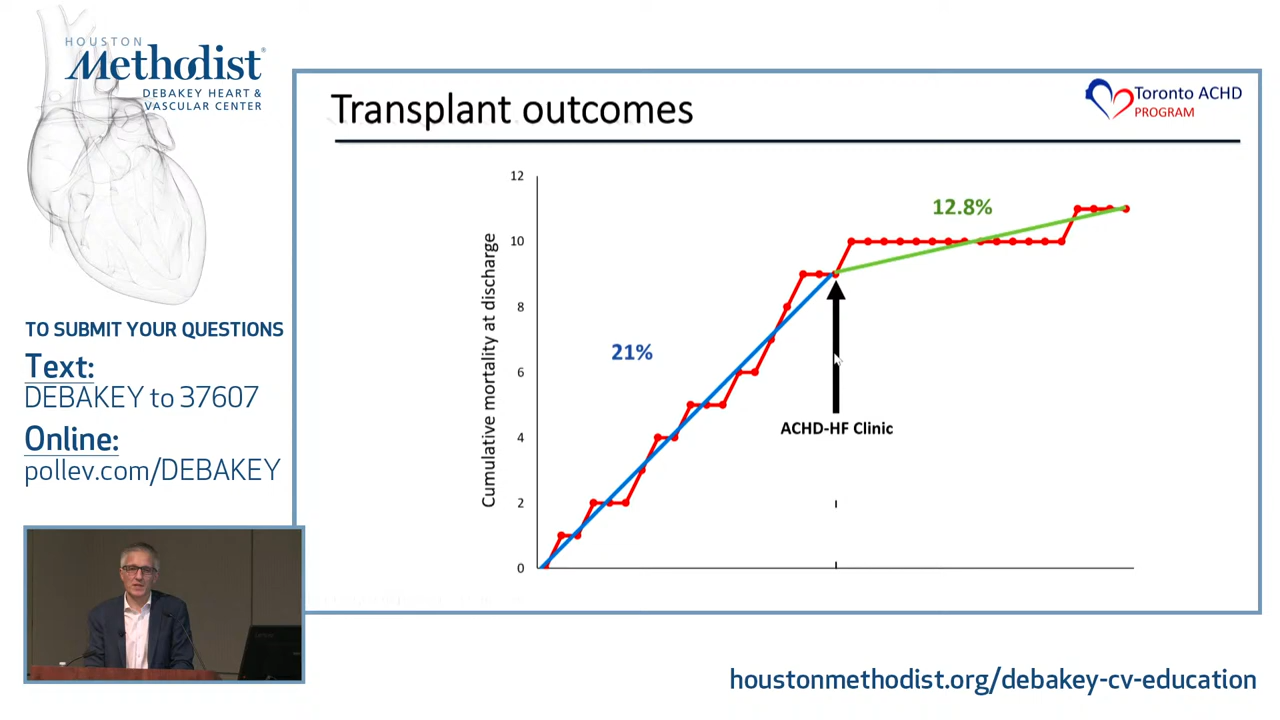 HOUSTON
Methodist®
DEBAKEY HEART &
VASCULAR CENTER
TO SUBMIT YOUR QUESTIONS
Text:
DEBAKEY to 37607
Online:
pollev.com/DEBAKEY
Transplant outcomes
Toronto ACHD
PROGRAM
Cumulative mortality at discharge
12
10
8
6
4
2
0
21%
12.8%
ACHD-HF Clinic
houstonmethodist.org/debakey-cv-education